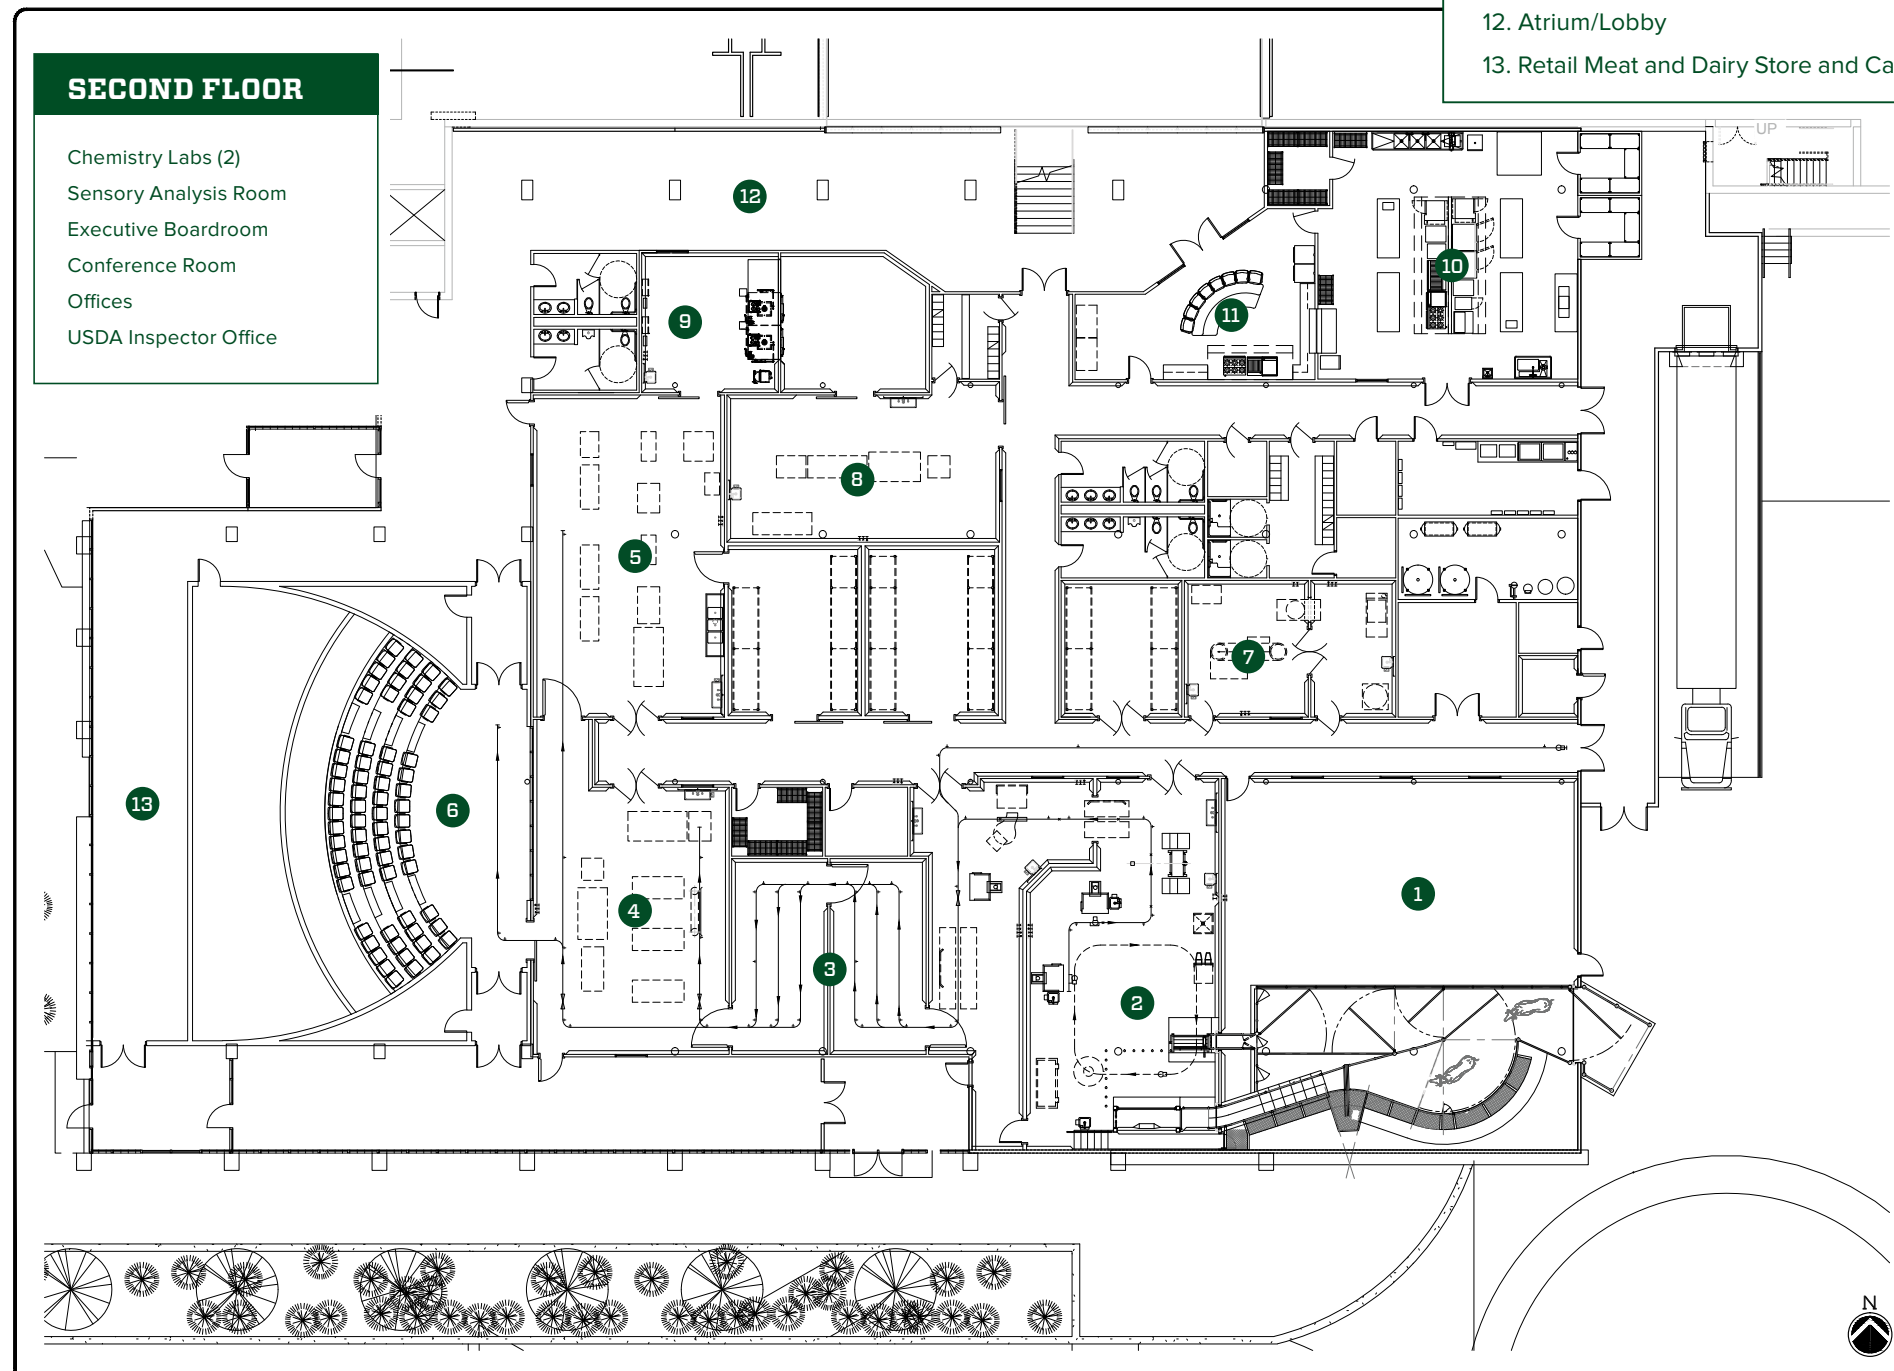 12. Atrium/Lobby
13. Retail Meat and Dairy Store and Ca
SECOND FLOOR
Chemistry Labs (2)
Sensory Analysis Room
Executive Boardroom
Conference Room
Offices
USDA Inspector Office
UP
12
10
11
9
8
5
7
13
6
1
4
3
2
N